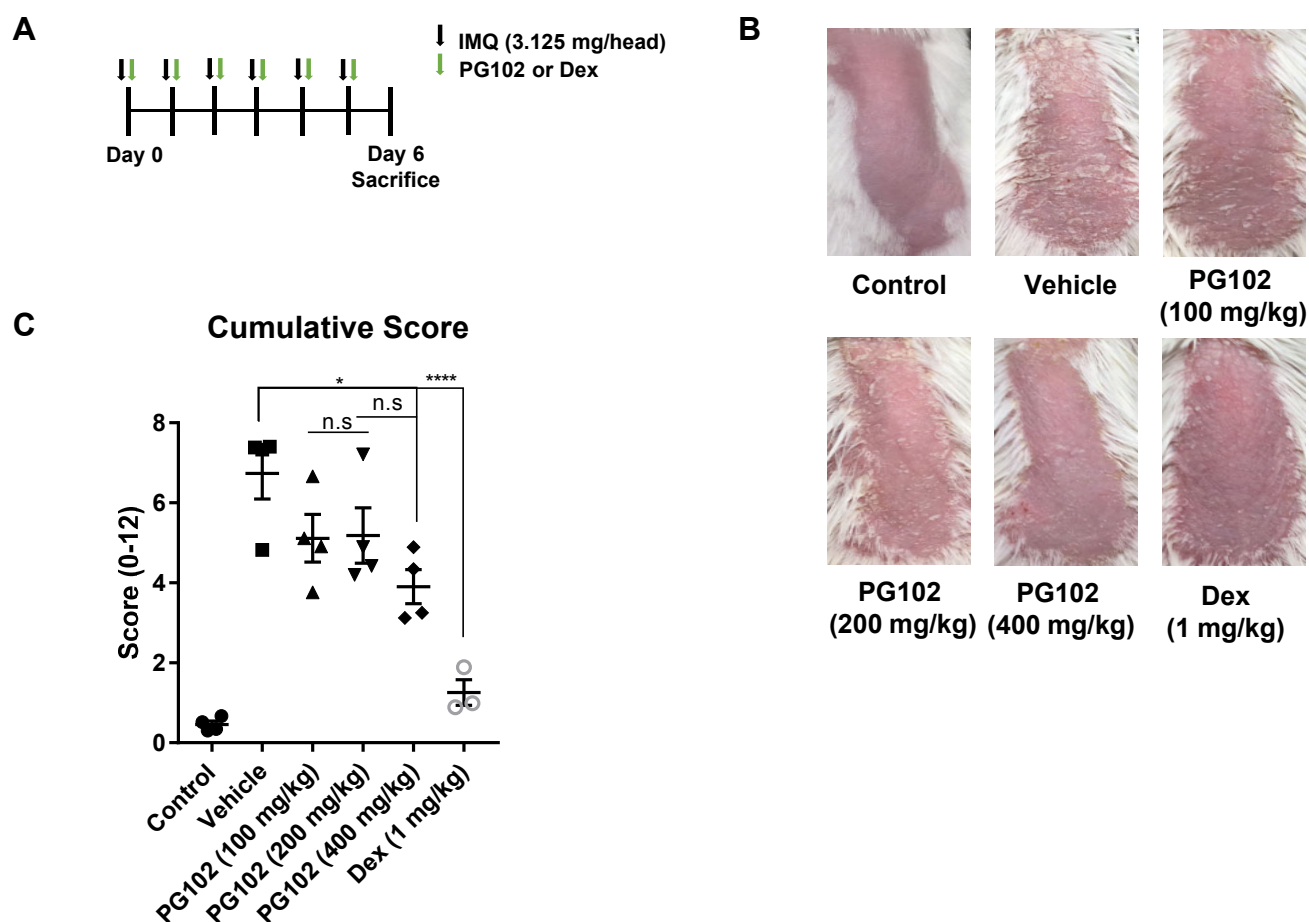 A
IMQ (3.125 mg/head)
PG102 or Dex
Day 0
Day 6
Sacrifice
B
Control
Vehicle
PG102
(100 mg/kg)
PG102
(200 mg/kg)
PG102
(400 mg/kg)
Dex
(1 mg/kg)
C
Cumulative Score
*
****
n.s
n.s
8
6
4
2
0
Score (0-12)
Control
Vehicle
PG102 (100 mg/kg)
PG102 (200 mg/kg)
PG102 (400 mg/kg)
Dex (1 mg/kg)